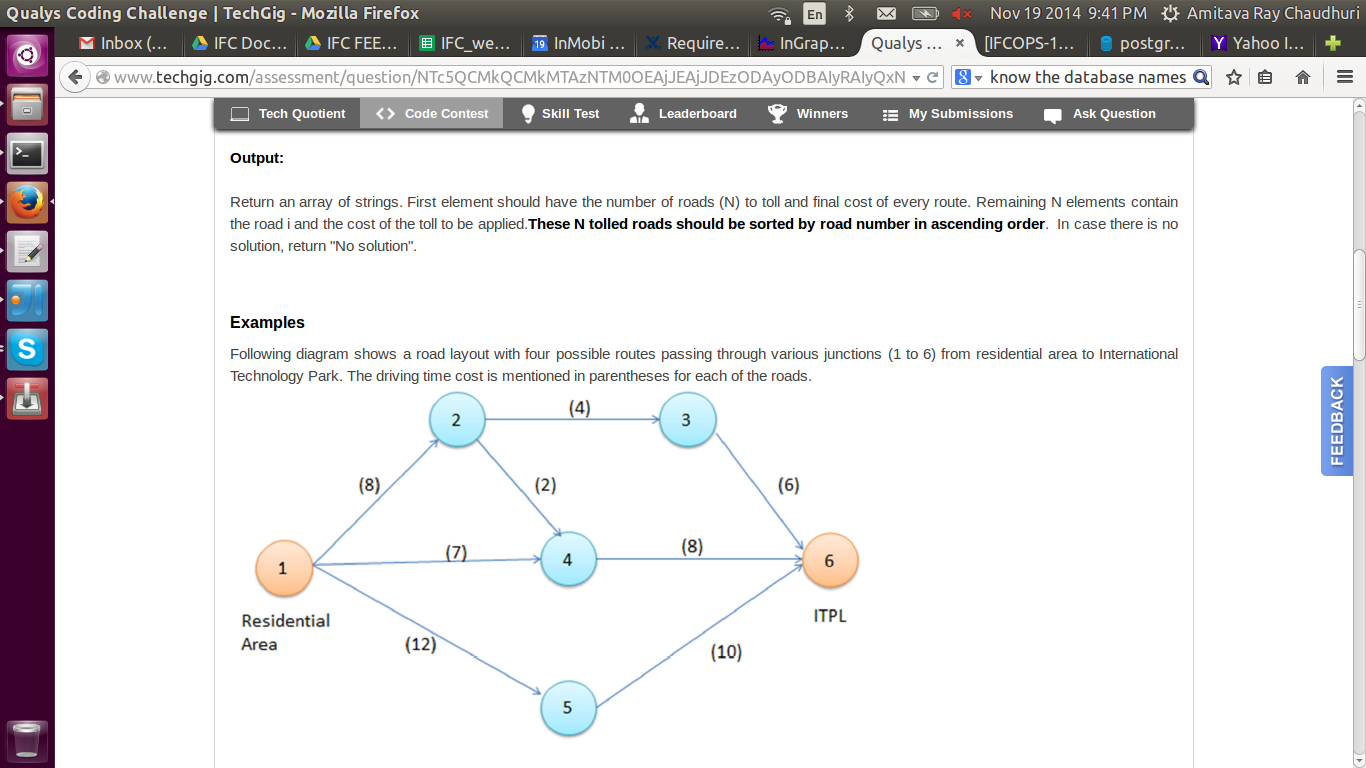 Qualys Coding Challenge | TechGig - Mozilla Firefox
En
Nov 19 2014 9:41 PM
Amitava Ray Chaudhuri
Inbox (...
IFC Doc...
IFC FEE...
IFC_we...
19
InMobi ...
Require...
InGrap...
Qualys ...
[IFCOPS-1...
postgr...
Yahoo I...
www.techgig.com/assessment/question/NTc5QCMkQCMkMTAzNTM0OEAjJEAjJDEzODAyODBAIyRAIyQxN
know the database names
Tech Quotient
Code Contest
Skill Test
Leaderboard
Winners
My Submissions
Ask Question
Output:
Return an array of strings. First element should have the number of roads (N) to toll and final cost of every route. Remaining N elements contain
the road i and the cost of the toll to be applied.These N tolled roads should be sorted by road number in ascending order. In case there is no
solution, return "No solution".
Examples
Following diagram shows a road layout with four possible routes passing through various junctions (1 to 6) from residential area to International
Technology Park. The driving time cost is mentioned in parentheses for each of the roads.
2
(4)
3
(8)
(2)
(6)
1
(7)
4
(8)
6
Residential
Area
ITPL
(12)
(10)
5
FEEDBACK